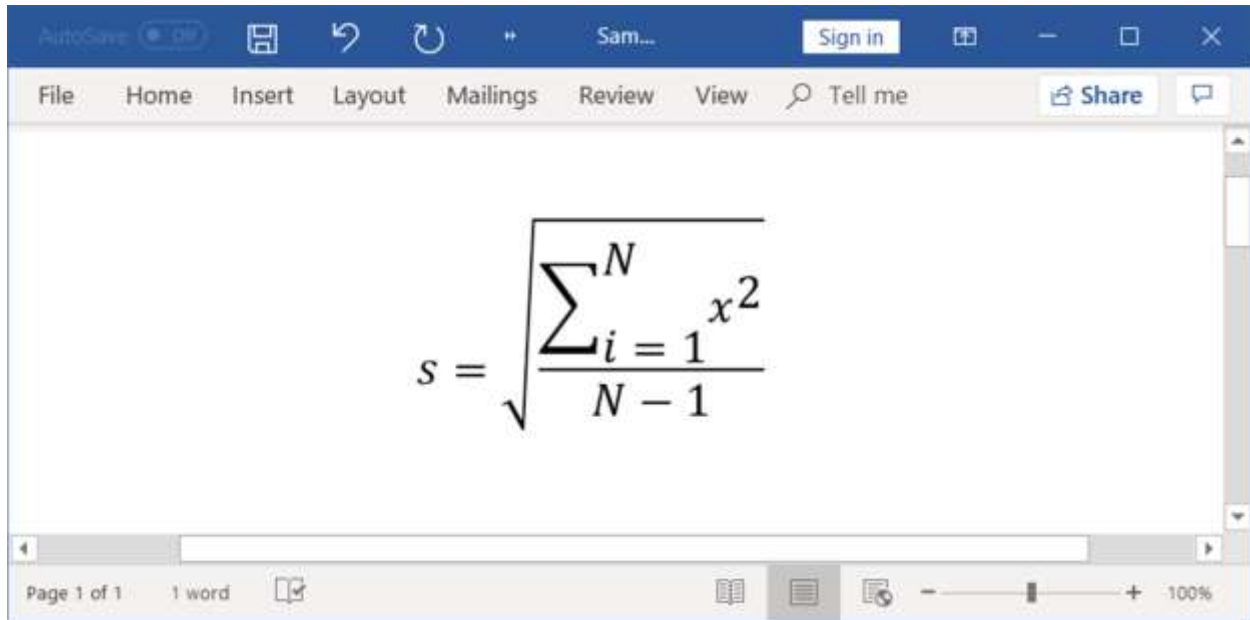 AutoSave Off Sam... Sign in
File Home Insert Layout Mailings Review View Tell me Share
s = √(∑_{i = 1}^{N} x² / (N − 1))
Page 1 of 1 1 word 100%